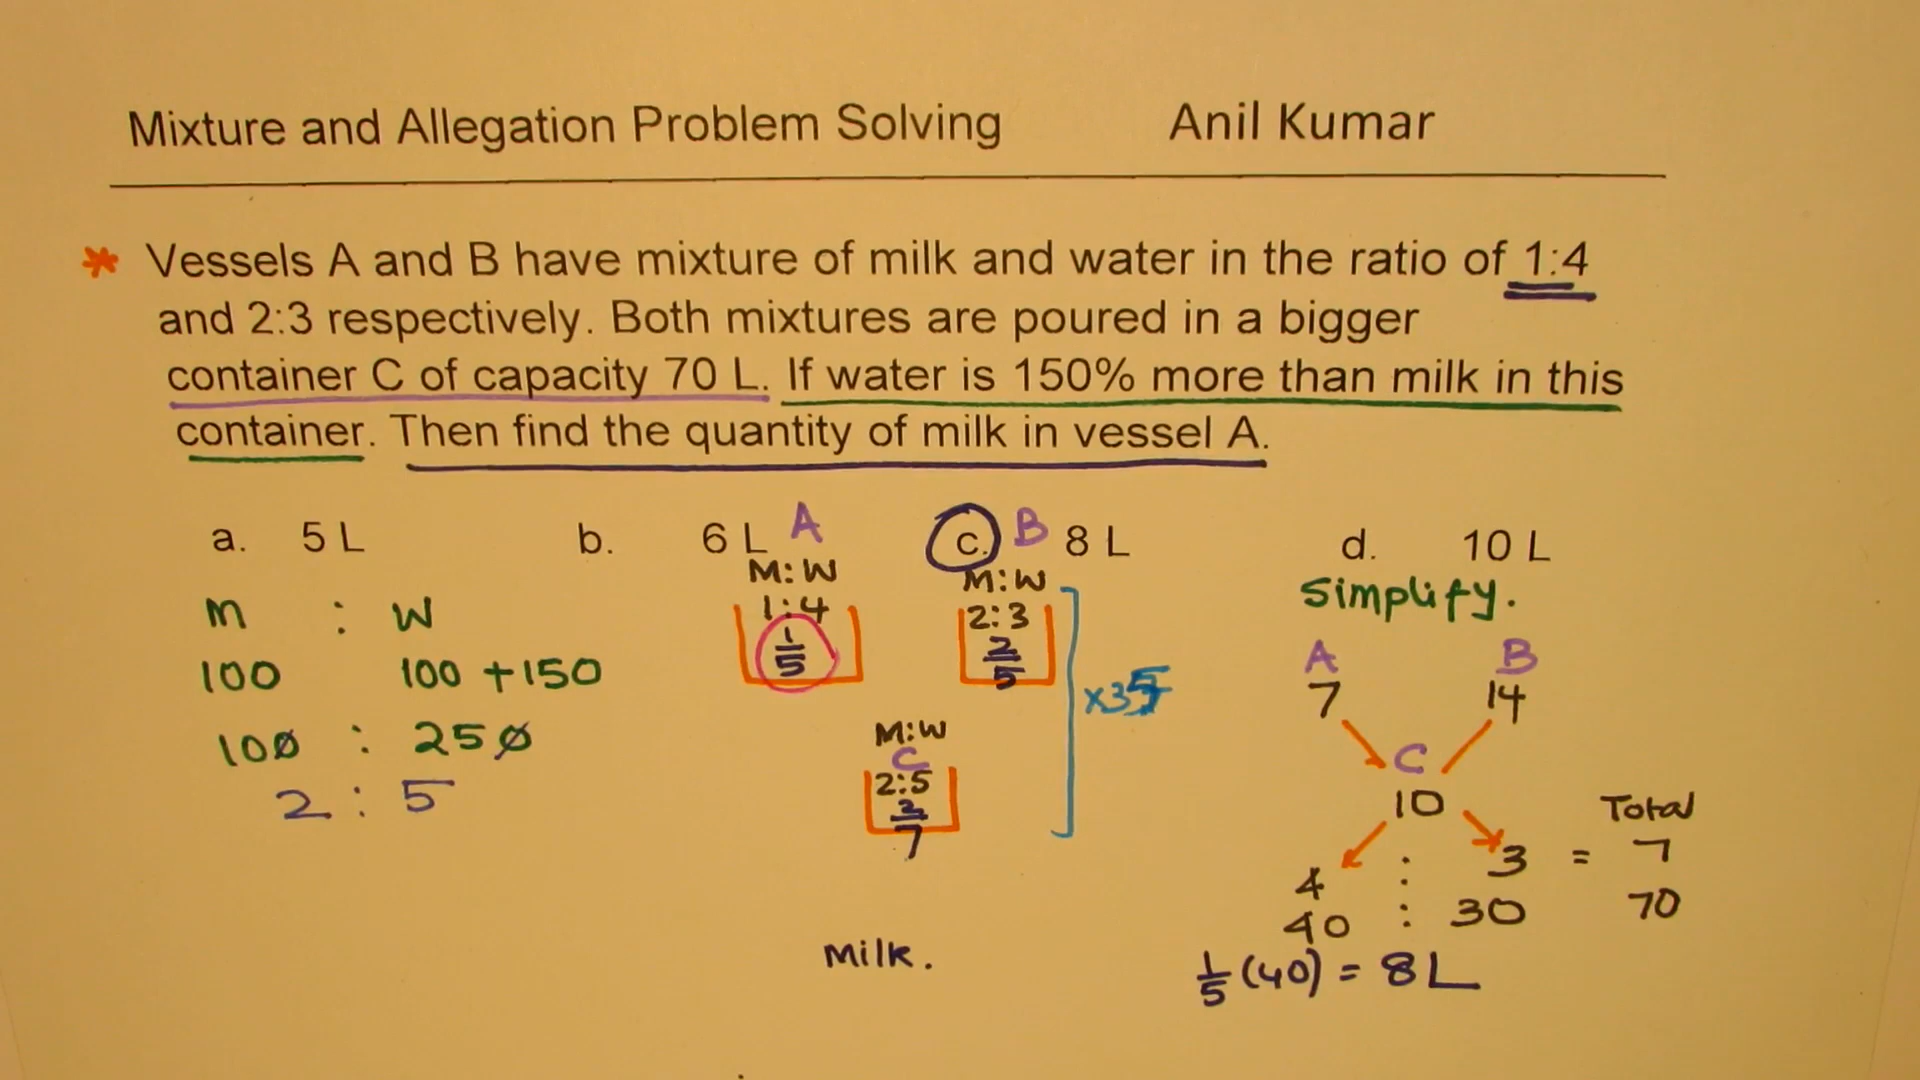 Mixture and Allegation Problem Solving Anil Kumar
* Vessels A and B have mixture of milk and water in the ratio of 1:4
and 2:3 respectively. Both mixtures are poured in a bigger
container C of capacity 70 L. If water is 150% more than milk in this
container. Then find the quantity of milk in vessel A.
a. 5 L b. 6 L c. 8 L d. 10 L
m : W
100 100 + 150
100 : 250
2 : 5
A
M:W
1:4
1/5
B
M:W
2:3
2/5
×35
M:W
C
2:5
2/7
Milk.
Simplify.
A B
7 14
C
10
Total
4 : 3 = 7
40 : 30 70
1/5 (40) = 8L